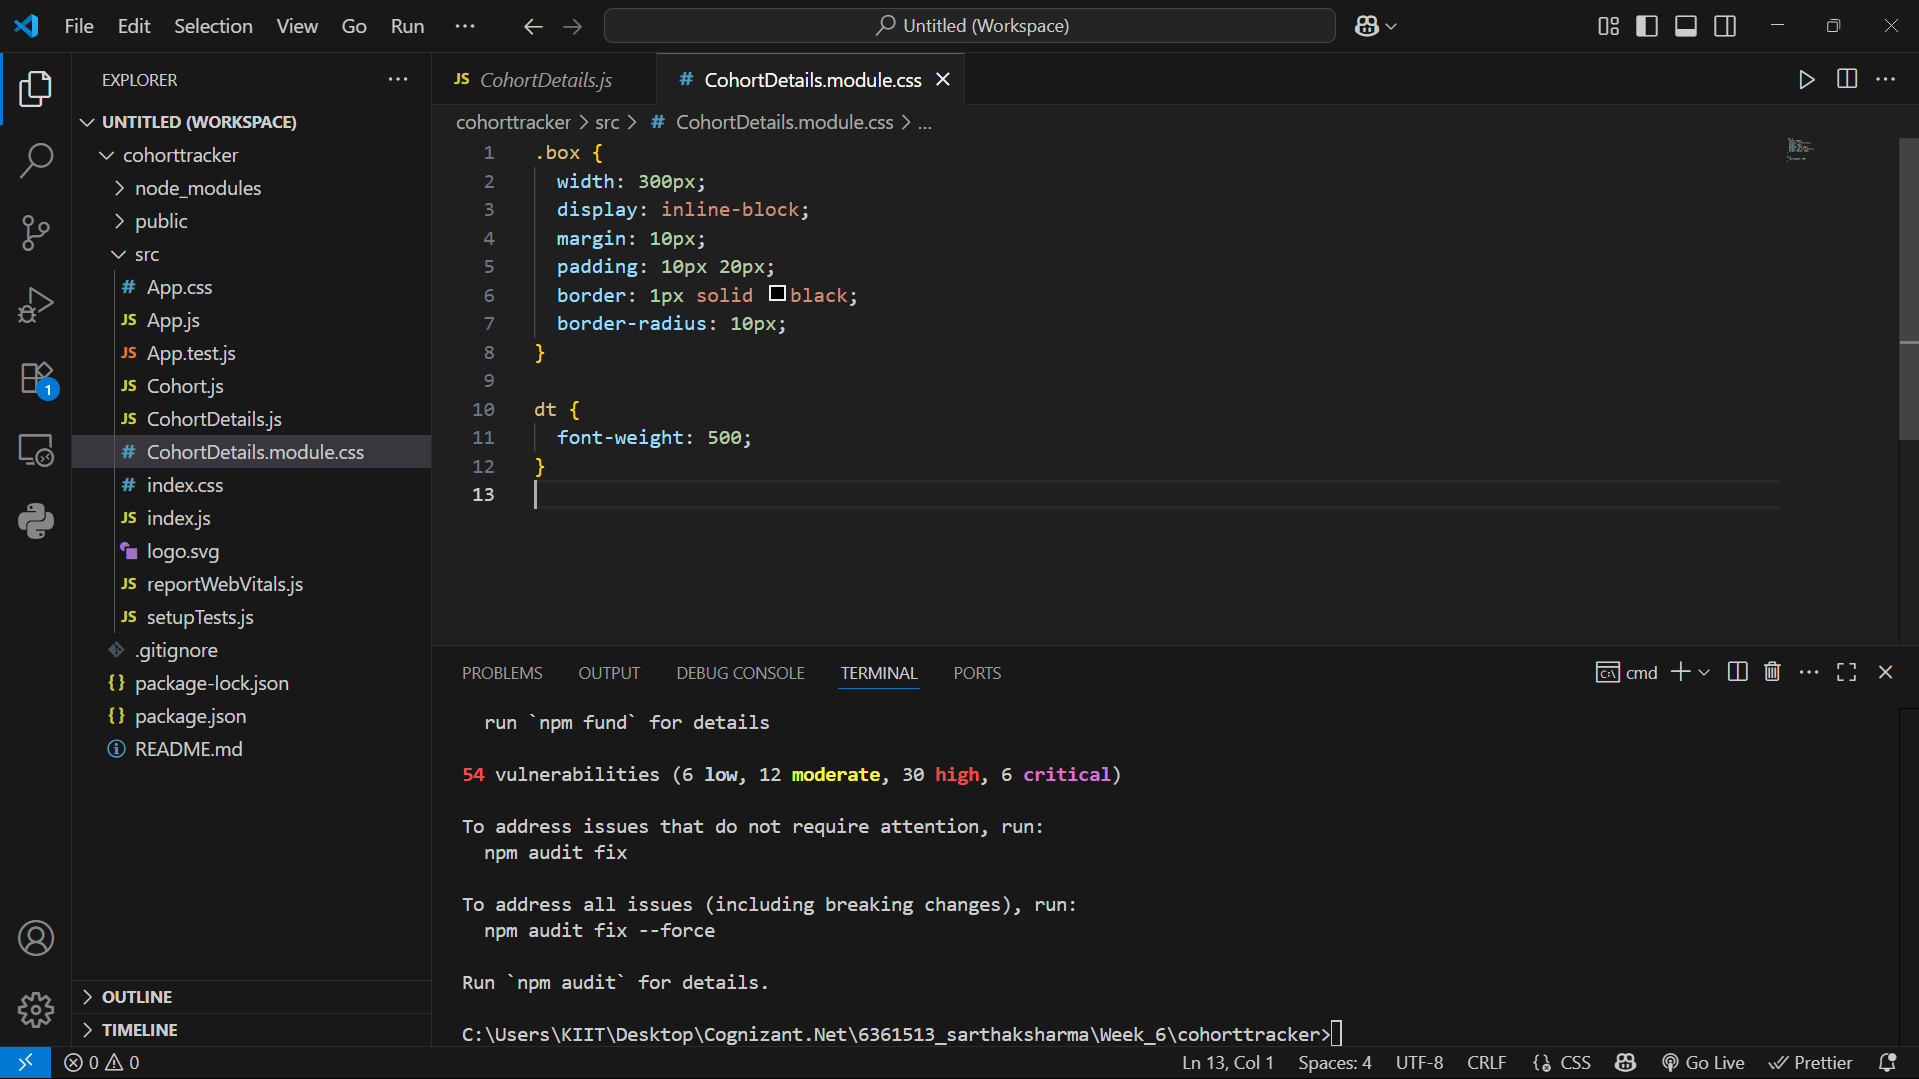 File Edit Selection View Go Run ··· Untitled (Workspace)
EXPLORER ···
UNTITLED (WORKSPACE)
cohorttracker
node_modules
public
src
# App.css
JS App.js
JS App.test.js
JS Cohort.js
JS CohortDetails.js
# CohortDetails.module.css
# index.css
JS index.js
logo.svg
JS reportWebVitals.js
JS setupTests.js
.gitignore
{} package-lock.json
{} package.json
README.md
OUTLINE
TIMELINE
1
JS CohortDetails.js # CohortDetails.module.css
cohorttracker > src > # CohortDetails.module.css > ...
1 .box {
2 width: 300px;
3 display: inline-block;
4 margin: 10px;
5 padding: 10px 20px;
6 border: 1px solid black;
7 border-radius: 10px;
8 }
9
10 dt {
11 font-weight: 500;
12 }
13
PROBLEMS OUTPUT DEBUG CONSOLE TERMINAL PORTS cmd
run `npm fund` for details
54 vulnerabilities (6 low, 12 moderate, 30 high, 6 critical)
To address issues that do not require attention, run:
npm audit fix
To address all issues (including breaking changes), run:
npm audit fix --force
Run `npm audit` for details.
C:\Users\KIIT\Desktop\Cognizant.Net\6361513_sarthaksharma\Week_6\cohorttracker>
0 0 Ln 13, Col 1 Spaces: 4 UTF-8 CRLF CSS Go Live Prettier